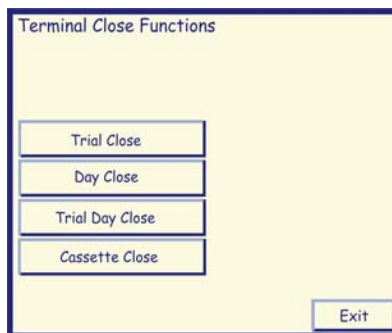 Terminal Close Functions
Trial Close
Day Close
Trial Day Close
Cassette Close
Exit